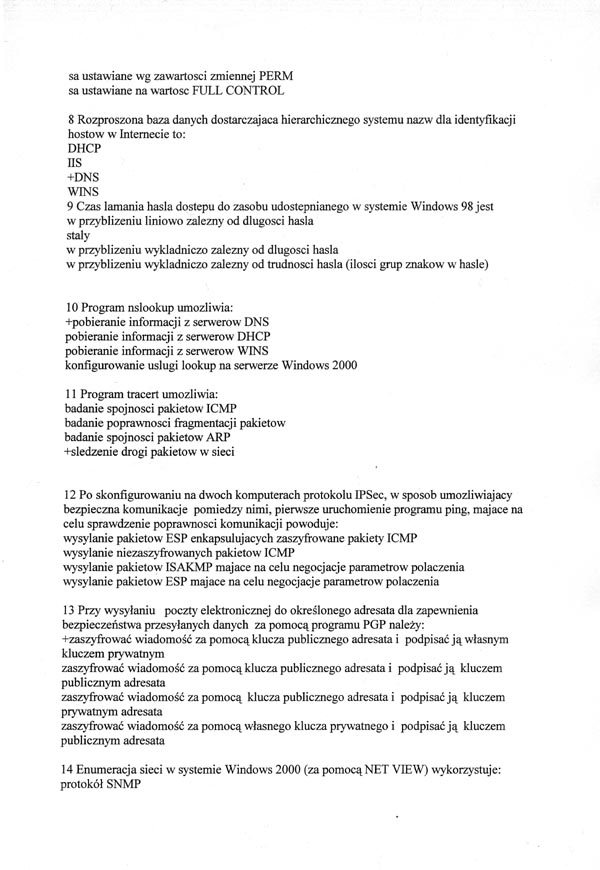 sa ustawiane wg zawartosci zmiennej PERM
sa ustawiane na wartosc FULL CONTROL
8 Rozproszona baza danych dostarczajaca hierarchicznego systemu nazw dla identyfikacji
hostow w Internecie to:
DHCP
IIS
+DNS
WINS
9 Czas lamania hasla dostepu do zasobu udostepnianego w systemie Windows 98 jest
w przyblizeniu liniowo zalezny od dlugosci hasla
staly
w przyblizeniu wykladniczo zalezny od dlugosci hasla
w przyblizeniu wykladniczo zalezny od trudnosci hasla (ilosci grup znakow w hasle)
10 Program nslookup umozliwia:
+pobieranie informacji z serwerow DNS
pobieranie informacji z serwerow DHCP
pobieranie informacji z serwerow WINS
konfigurowanie uslugi lookup na serwerze Windows 2000
11 Program tracert umozliwia:
badanie spojnosci pakietow ICMP
badanie poprawnosci fragmentacji pakietow
badanie spojnosci pakietow ARP
+sledzenie drogi pakietow w sieci
12 Po skonfigurowaniu na dwoch komputerach protokolu IPSec, w sposob umozliwiajacy
bezpieczna komunikacje pomiedzy nimi, pierwsze uruchomienie programu ping, majace na
celu sprawdzenie poprawnosci komunikacji powoduje:
wysylanie pakietow ESP enkapsulujacych zaszyfrowane pakiety ICMP
wysylanie niezaszyfrowanych pakietow ICMP
wysylanie pakietow ISAKMP majace na celu negocjacje parametrow polaczenia
wysylanie pakietow ESP majace na celu negocjacje parametrow polaczenia
13 Przy wysyłaniu poczty elektronicznej do określonego adresata dla zapewnienia
bezpieczeństwa przesyłanych danych za pomocą programu PGP należy:
+zaszyfrować wiadomość za pomocą klucza publicznego adresata i podpisać ją własnym
kluczem prywatnym
zaszyfrować wiadomość za pomocą klucza publicznego adresata i podpisać ją kluczem
publicznym adresata
zaszyfrować wiadomość za pomocą klucza publicznego adresata i podpisać ją kluczem
prywatnym adresata
zaszyfrować wiadomość za pomocą własnego klucza prywatnego i podpisać ją kluczem
publicznym adresata
14 Enumeracja sieci w systemie Windows 2000 (za pomocą NET VIEW) wykorzystuje:
protokół SNMP